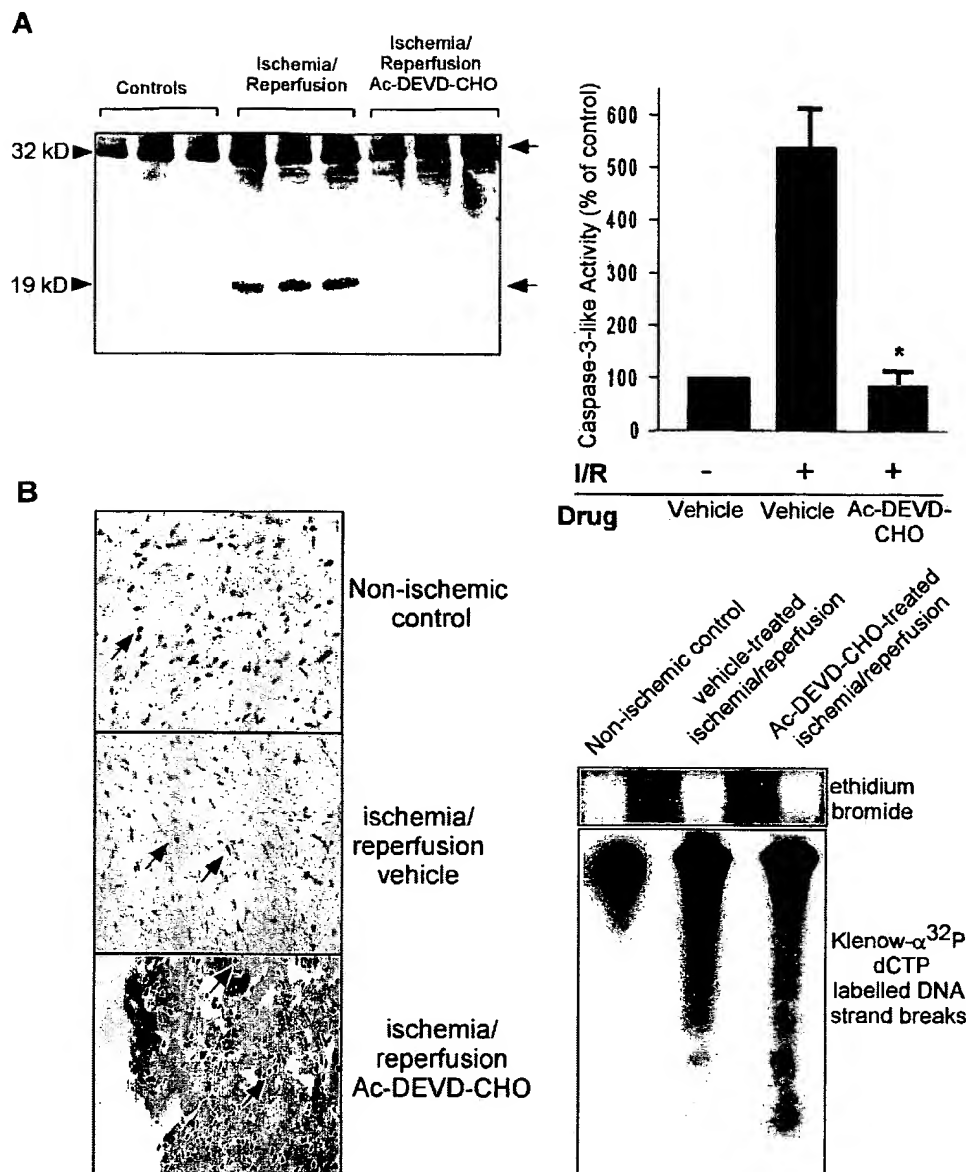 A
Controls
Ischemia/
Reperfusion
Ischemia/
Reperfusion
Ac-DEVD-CHO
32 kD
19 kD
Caspase-3-like Activity (% of control)
600
500
400
300
200
100
0
*
I/R - + +
Drug Vehicle Vehicle Ac-DEVD-
CHO
B
Non-ischemic
control
ischemia/
reperfusion
vehicle
ischemia/
reperfusion
Ac-DEVD-CHO
Non-ischemic control
vehicle-treated
ischemia/reperfusion
Ac-DEVD-CHO-treated
ischemia/reperfusion
ethidium
bromide
Klenow-α³²P
dCTP
labelled DNA
strand breaks